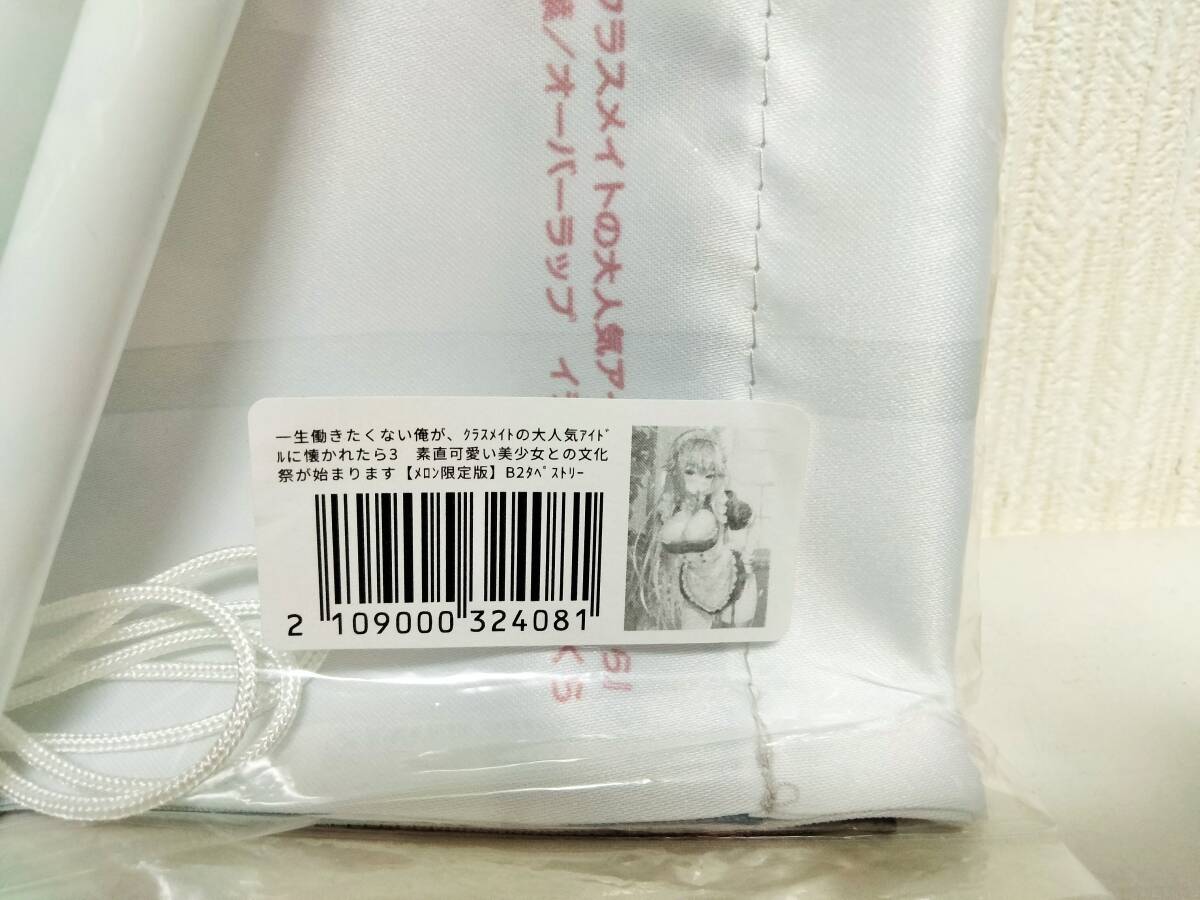 クラスメイトの大人気ア
／オーバーラップ イラ
一生働きたくない俺が、ｸﾗｽﾒｲﾄの大人気ｱｲﾄﾞ
ﾙに懐かれたら3　素直可愛い美少女との文化
祭が始まります【ﾒﾛﾝ限定版】B2ﾀﾍﾟｽﾄﾘｰ
2 109000 324081